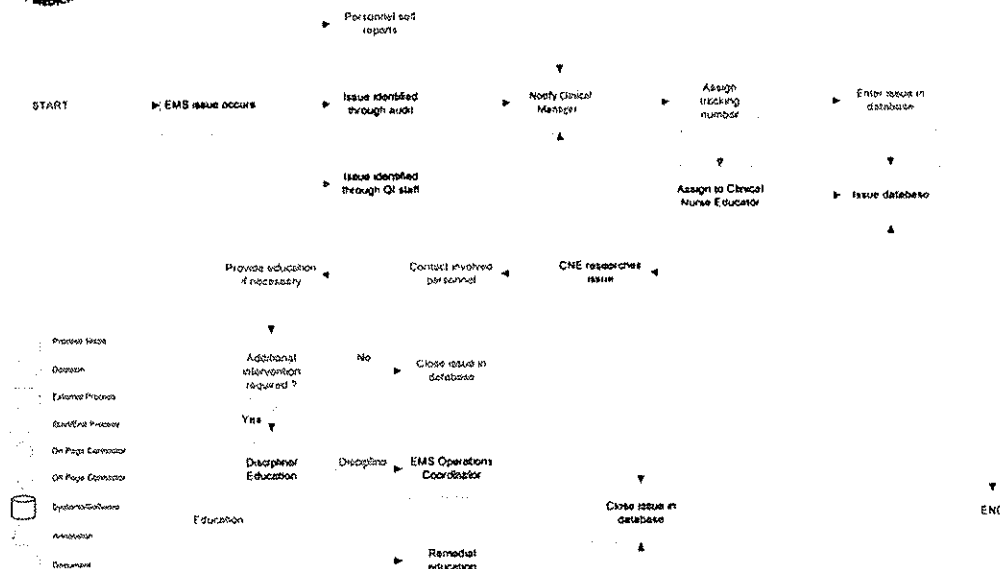 Personnel self
reports
START
EMS issue occurs
Issue identified
through audit
Notify Clinical
Manager
Assign
tracking
number
Enter issue in
database
Issue identified
through QI staff
Assign to Clinical
Nurse Educator
Issue database
Provide education
if necessary
Contact involved
personnel
CNE researches
issue
Process Steps
Decision
External Process
Start/End Process
On Page Connector
Off Page Connector
Systems/Software
Annotation
Document
Additional
intervention
required ?
No
Close issue in
database
Yes
Discipline/
Education
Discipline
EMS Operations
Coordinator
Education
Close issue in
database
Remedial
education